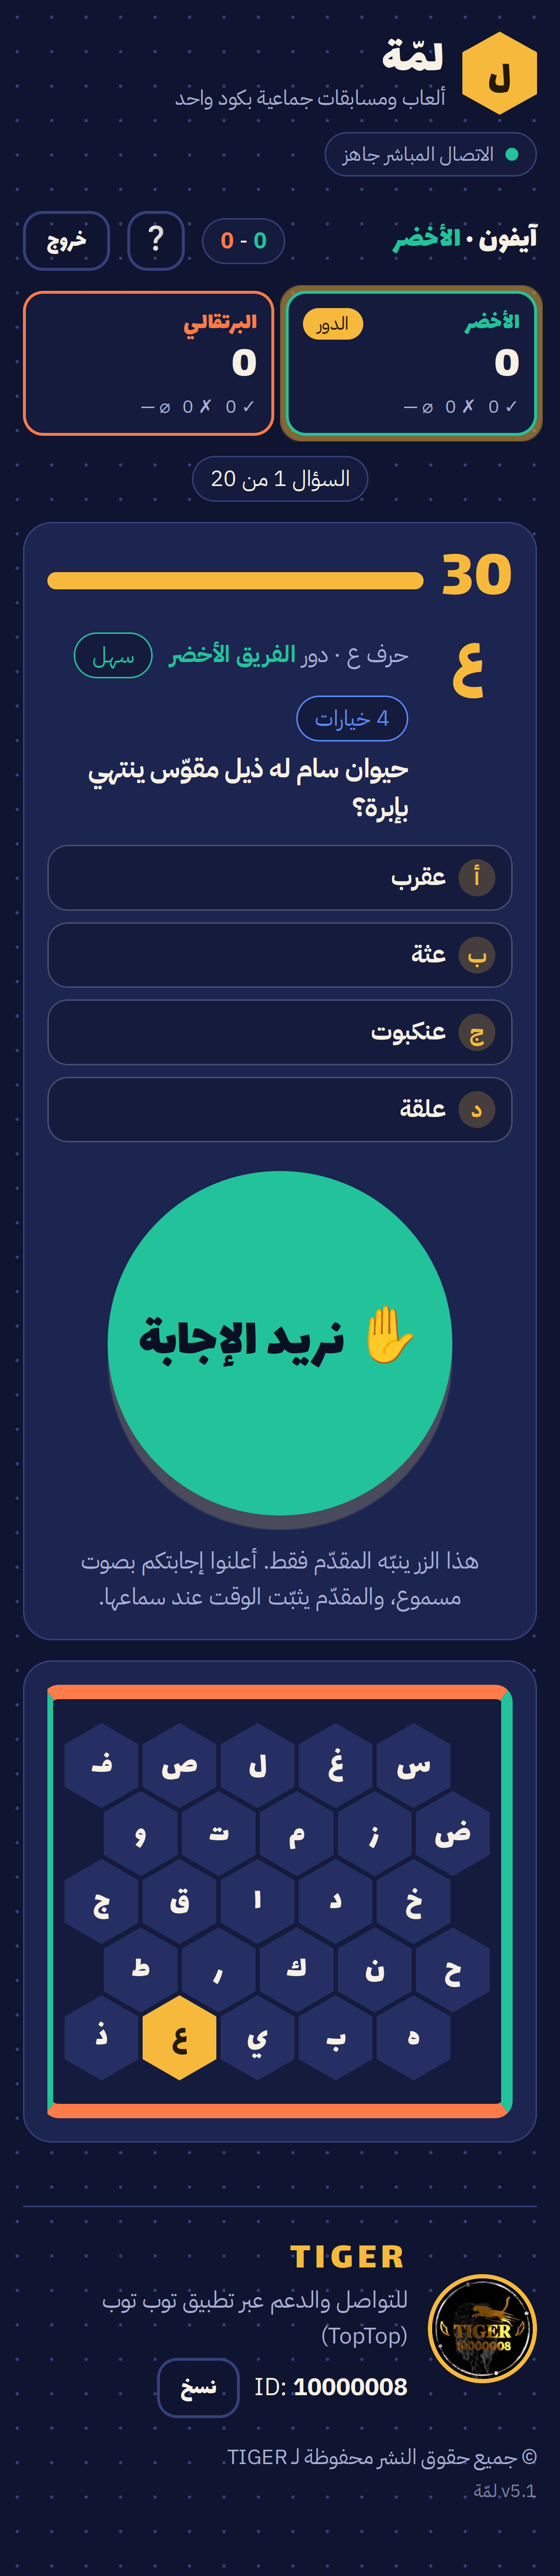 ل
لمّة
ألعاب ومسابقات جماعية بكود واحد
الاتصال المباشر جاهز
آيفون · الأخضر
0 - 0
?
خروج
الأخضر
الدور
0
✓ 0 ✗ 0 ⌀ —
البرتقالي
0
✓ 0 ✗ 0 ⌀ —
السؤال 1 من 20
30
ع
حرف ع · دور الفريق الأخضر سهل
4 خيارات
حيوان سام له ذيل مقوّس ينتهي
بإبرة؟
أ عقرب
ب عثة
ج عنكبوت
د علقة
✋ نريد الإجابة
هذا الزر ينبّه المقدّم فقط. أعلنوا إجابتكم بصوت
مسموع، والمقدّم يثبّت الوقت عند سماعها.
س غ ل ص ف
ض ز م ت و
خ د ا ق ج
ح ن ك ر ط
ه ب ي ع ذ
TIGER
للتواصل والدعم عبر تطبيق توب توب
(TopTop)
ID: 10000008 نسخ
TIGER
10000008
© جميع حقوق النشر محفوظة لـ TIGER
لمّة v5.1